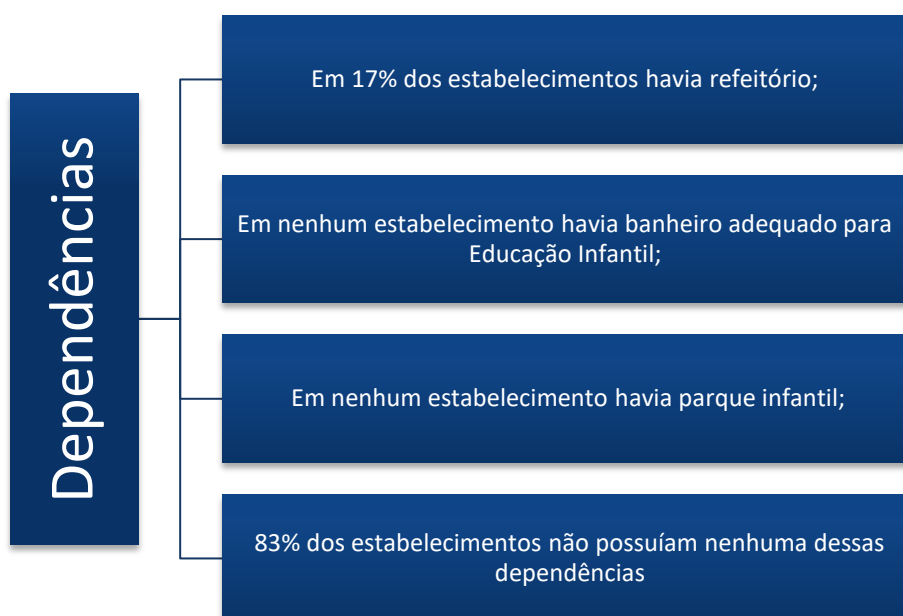 Dependências
Em 17% dos estabelecimentos havia refeitório;
Em nenhum estabelecimento havia banheiro adequado para
Educação Infantil;
Em nenhum estabelecimento havia parque infantil;
83% dos estabelecimentos não possuíam nenhuma dessas
dependências